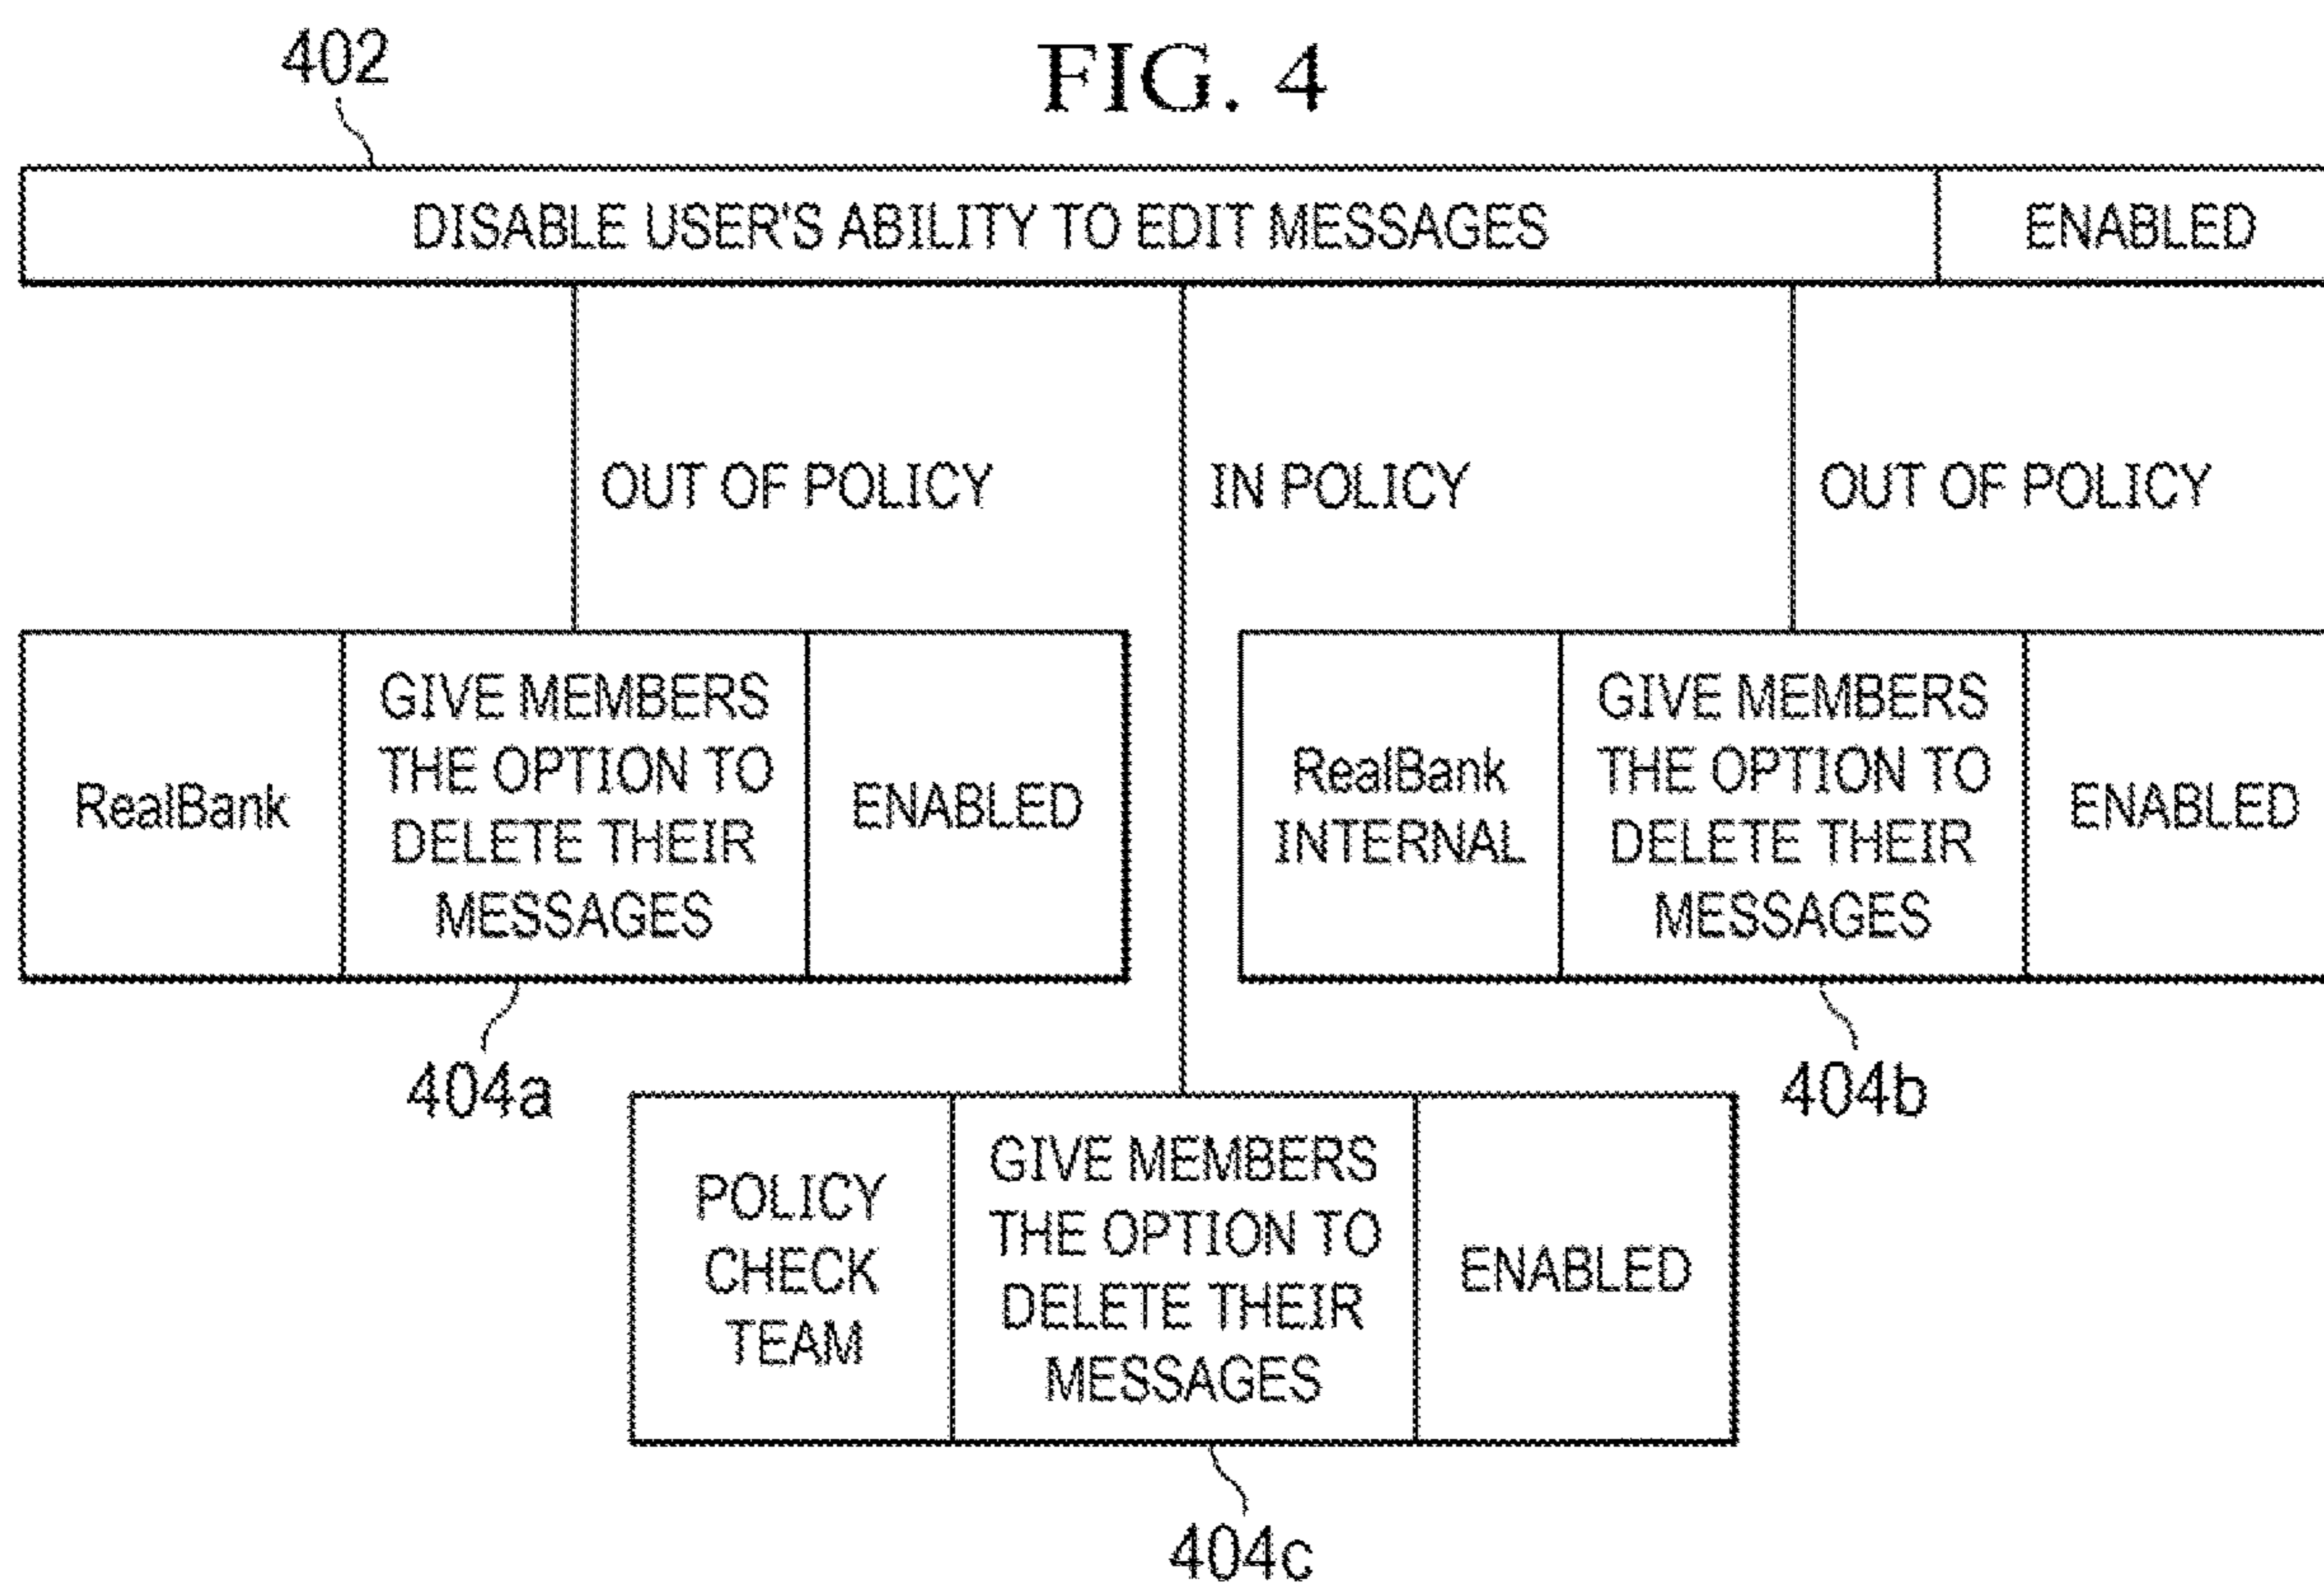 402
FIG. 4
DISABLE USER'S ABILITY TO EDIT MESSAGES
ENABLED
OUT OF POLICY
IN POLICY
OUT OF POLICY
RealBank
GIVE MEMBERS
THE OPTION TO
DELETE THEIR
MESSAGES
ENABLED
RealBank
INTERNAL
GIVE MEMBERS
THE OPTION TO
DELETE THEIR
MESSAGES
ENABLED
404a
404b
POLICY
CHECK
TEAM
GIVE MEMBERS
THE OPTION TO
DELETE THEIR
MESSAGES
ENABLED
404c